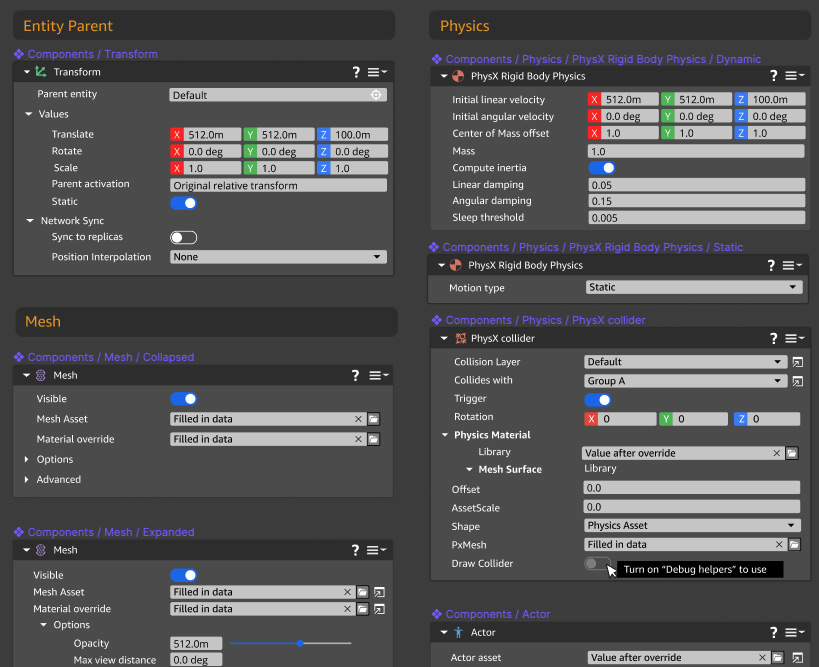 Entity Parent
Components / Transform
Transform ?
Parent entity Default
Values
Translate X 512.0m Y 512.0m Z 100.0m
Rotate X 0.0 deg Y 0.0 deg Z 0.0 deg
Scale X 1.0 Y 1.0 Z 1.0
Parent activation Original relative transform
Static
Network Sync
Sync to replicas
Position Interpolation None
Mesh
Components / Mesh / Collapsed
Mesh ?
Visible
Mesh Asset Filled in data
Material override Filled in data
Options
Advanced
Components / Mesh / Expanded
Mesh ?
Visible
Mesh Asset Filled in data
Material override Filled in data
Options
Opacity 512.0m
Max view distance 0.0 deg
Physics
Components / Physics / PhysX Rigid Body Physics / Dynamic
PhysX Rigid Body Physics ?
Initial linear velocity X 512.0m Y 512.0m Z 100.0m
Initial angular velocity X 0.0 deg Y 0.0 deg Z 0.0 deg
Center of Mass offset X 1.0 Y 1.0 Z 1.0
Mass 1.0
Compute inertia
Linear damping 0.05
Angular damping 0.15
Sleep threshold 0.005
Components / Physics / PhysX Rigid Body Physics / Static
PhysX Rigid Body Physics ?
Motion type Static
Components / Physics / PhysX collider
PhysX collider ?
Collision Layer Default
Collides with Group A
Trigger
Rotation X 0 Y 0 Z 0
Physics Material
Library Value after override
Mesh Surface Library
Offset 0.0
AssetScale 0.0
Shape Physics Asset
PxMesh Filled in data
Draw Collider Turn on “Debug helpers” to use
Components / Actor
Actor ?
Actor asset Value after override